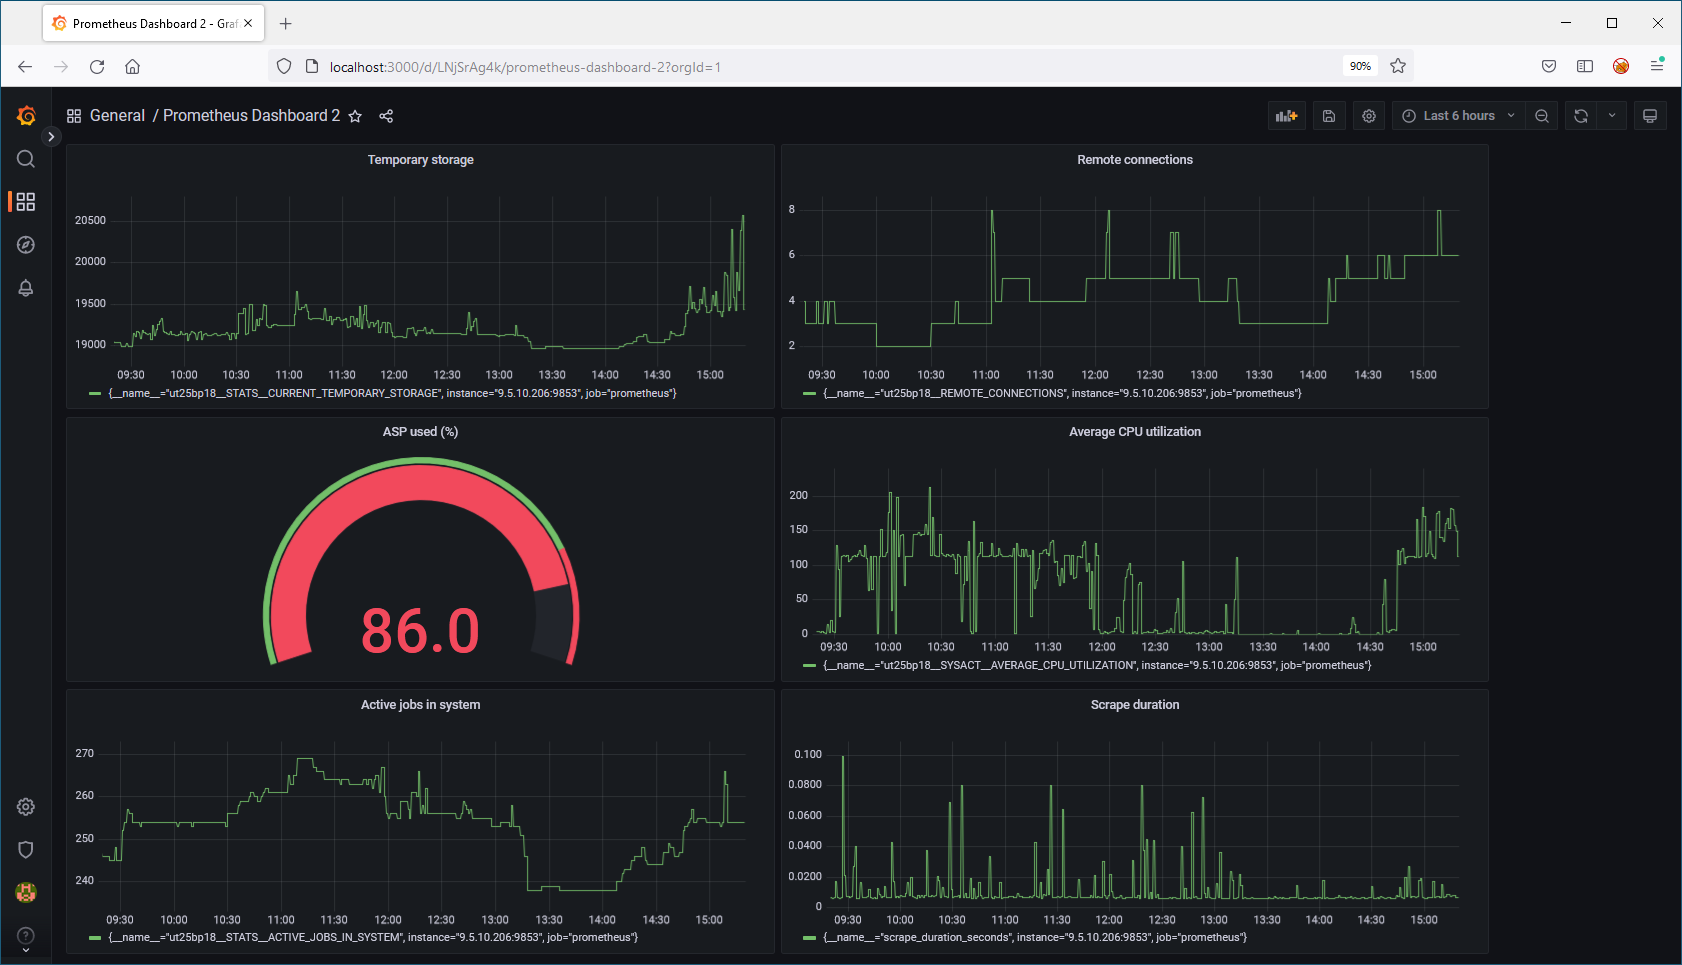 Prometheus Dashboard 2 - Graf
localhost:3000/d/LNjSrAg4k/prometheus-dashboard-2?orgId=1
90%
General / Prometheus Dashboard 2
Last 6 hours
Temporary storage
20500
20000
19500
19000
09:30 10:00 10:30 11:00 11:30 12:00 12:30 13:00 13:30 14:00 14:30 15:00
{__name__="ut25bp18__STATS__CURRENT_TEMPORARY_STORAGE", instance="9.5.10.206:9853", job="prometheus"}
Remote connections
8
6
4
2
09:30 10:00 10:30 11:00 11:30 12:00 12:30 13:00 13:30 14:00 14:30 15:00
{__name__="ut25bp18__REMOTE_CONNECTIONS", instance="9.5.10.206:9853", job="prometheus"}
ASP used (%)
86.0
Average CPU utilization
200
150
100
50
0
09:30 10:00 10:30 11:00 11:30 12:00 12:30 13:00 13:30 14:00 14:30 15:00
{__name__="ut25bp18__SYSACT__AVERAGE_CPU_UTILIZATION", instance="9.5.10.206:9853", job="prometheus"}
Active jobs in system
270
260
250
240
09:30 10:00 10:30 11:00 11:30 12:00 12:30 13:00 13:30 14:00 14:30 15:00
{__name__="ut25bp18__STATS__ACTIVE_JOBS_IN_SYSTEM", instance="9.5.10.206:9853", job="prometheus"}
Scrape duration
0.100
0.0800
0.0600
0.0400
0.0200
0
09:30 10:00 10:30 11:00 11:30 12:00 12:30 13:00 13:30 14:00 14:30 15:00
{__name__="scrape_duration_seconds", instance="9.5.10.206:9853", job="prometheus"}